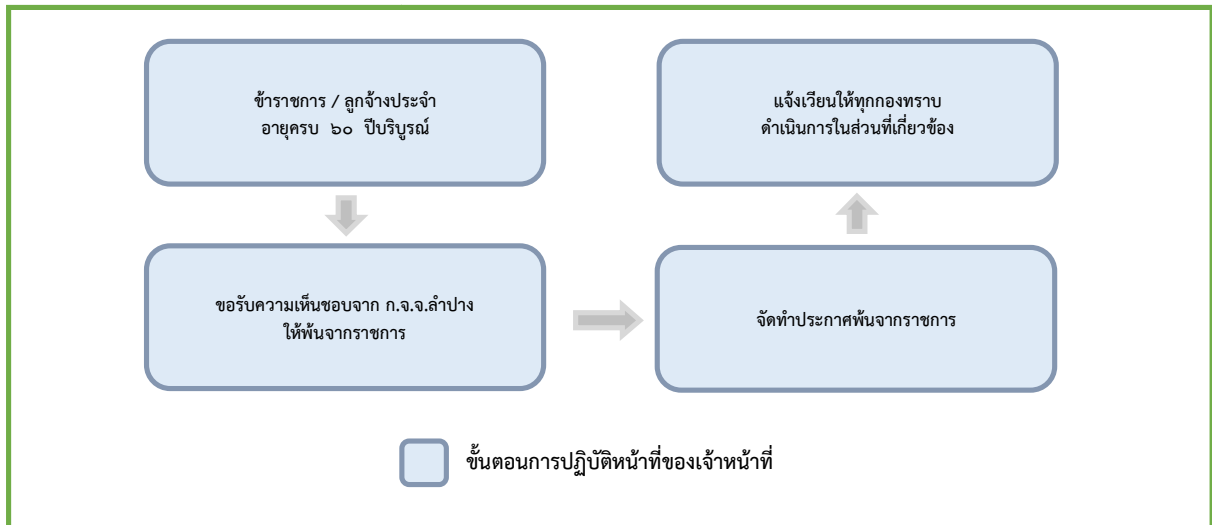 ข้าราชการ / ลูกจ้างประจำ
อายุครบ ๖๐ ปีบริบูรณ์
ขอรับความเห็นชอบจาก ก.จ.จ.ลำปาง
ให้พ้นจากราชการ
จัดทำประกาศพ้นจากราชการ
แจ้งเวียนให้ทุกกองทราบ
ดำเนินการในส่วนที่เกี่ยวข้อง
ขั้นตอนการปฏิบัติหน้าที่ของเจ้าหน้าที่